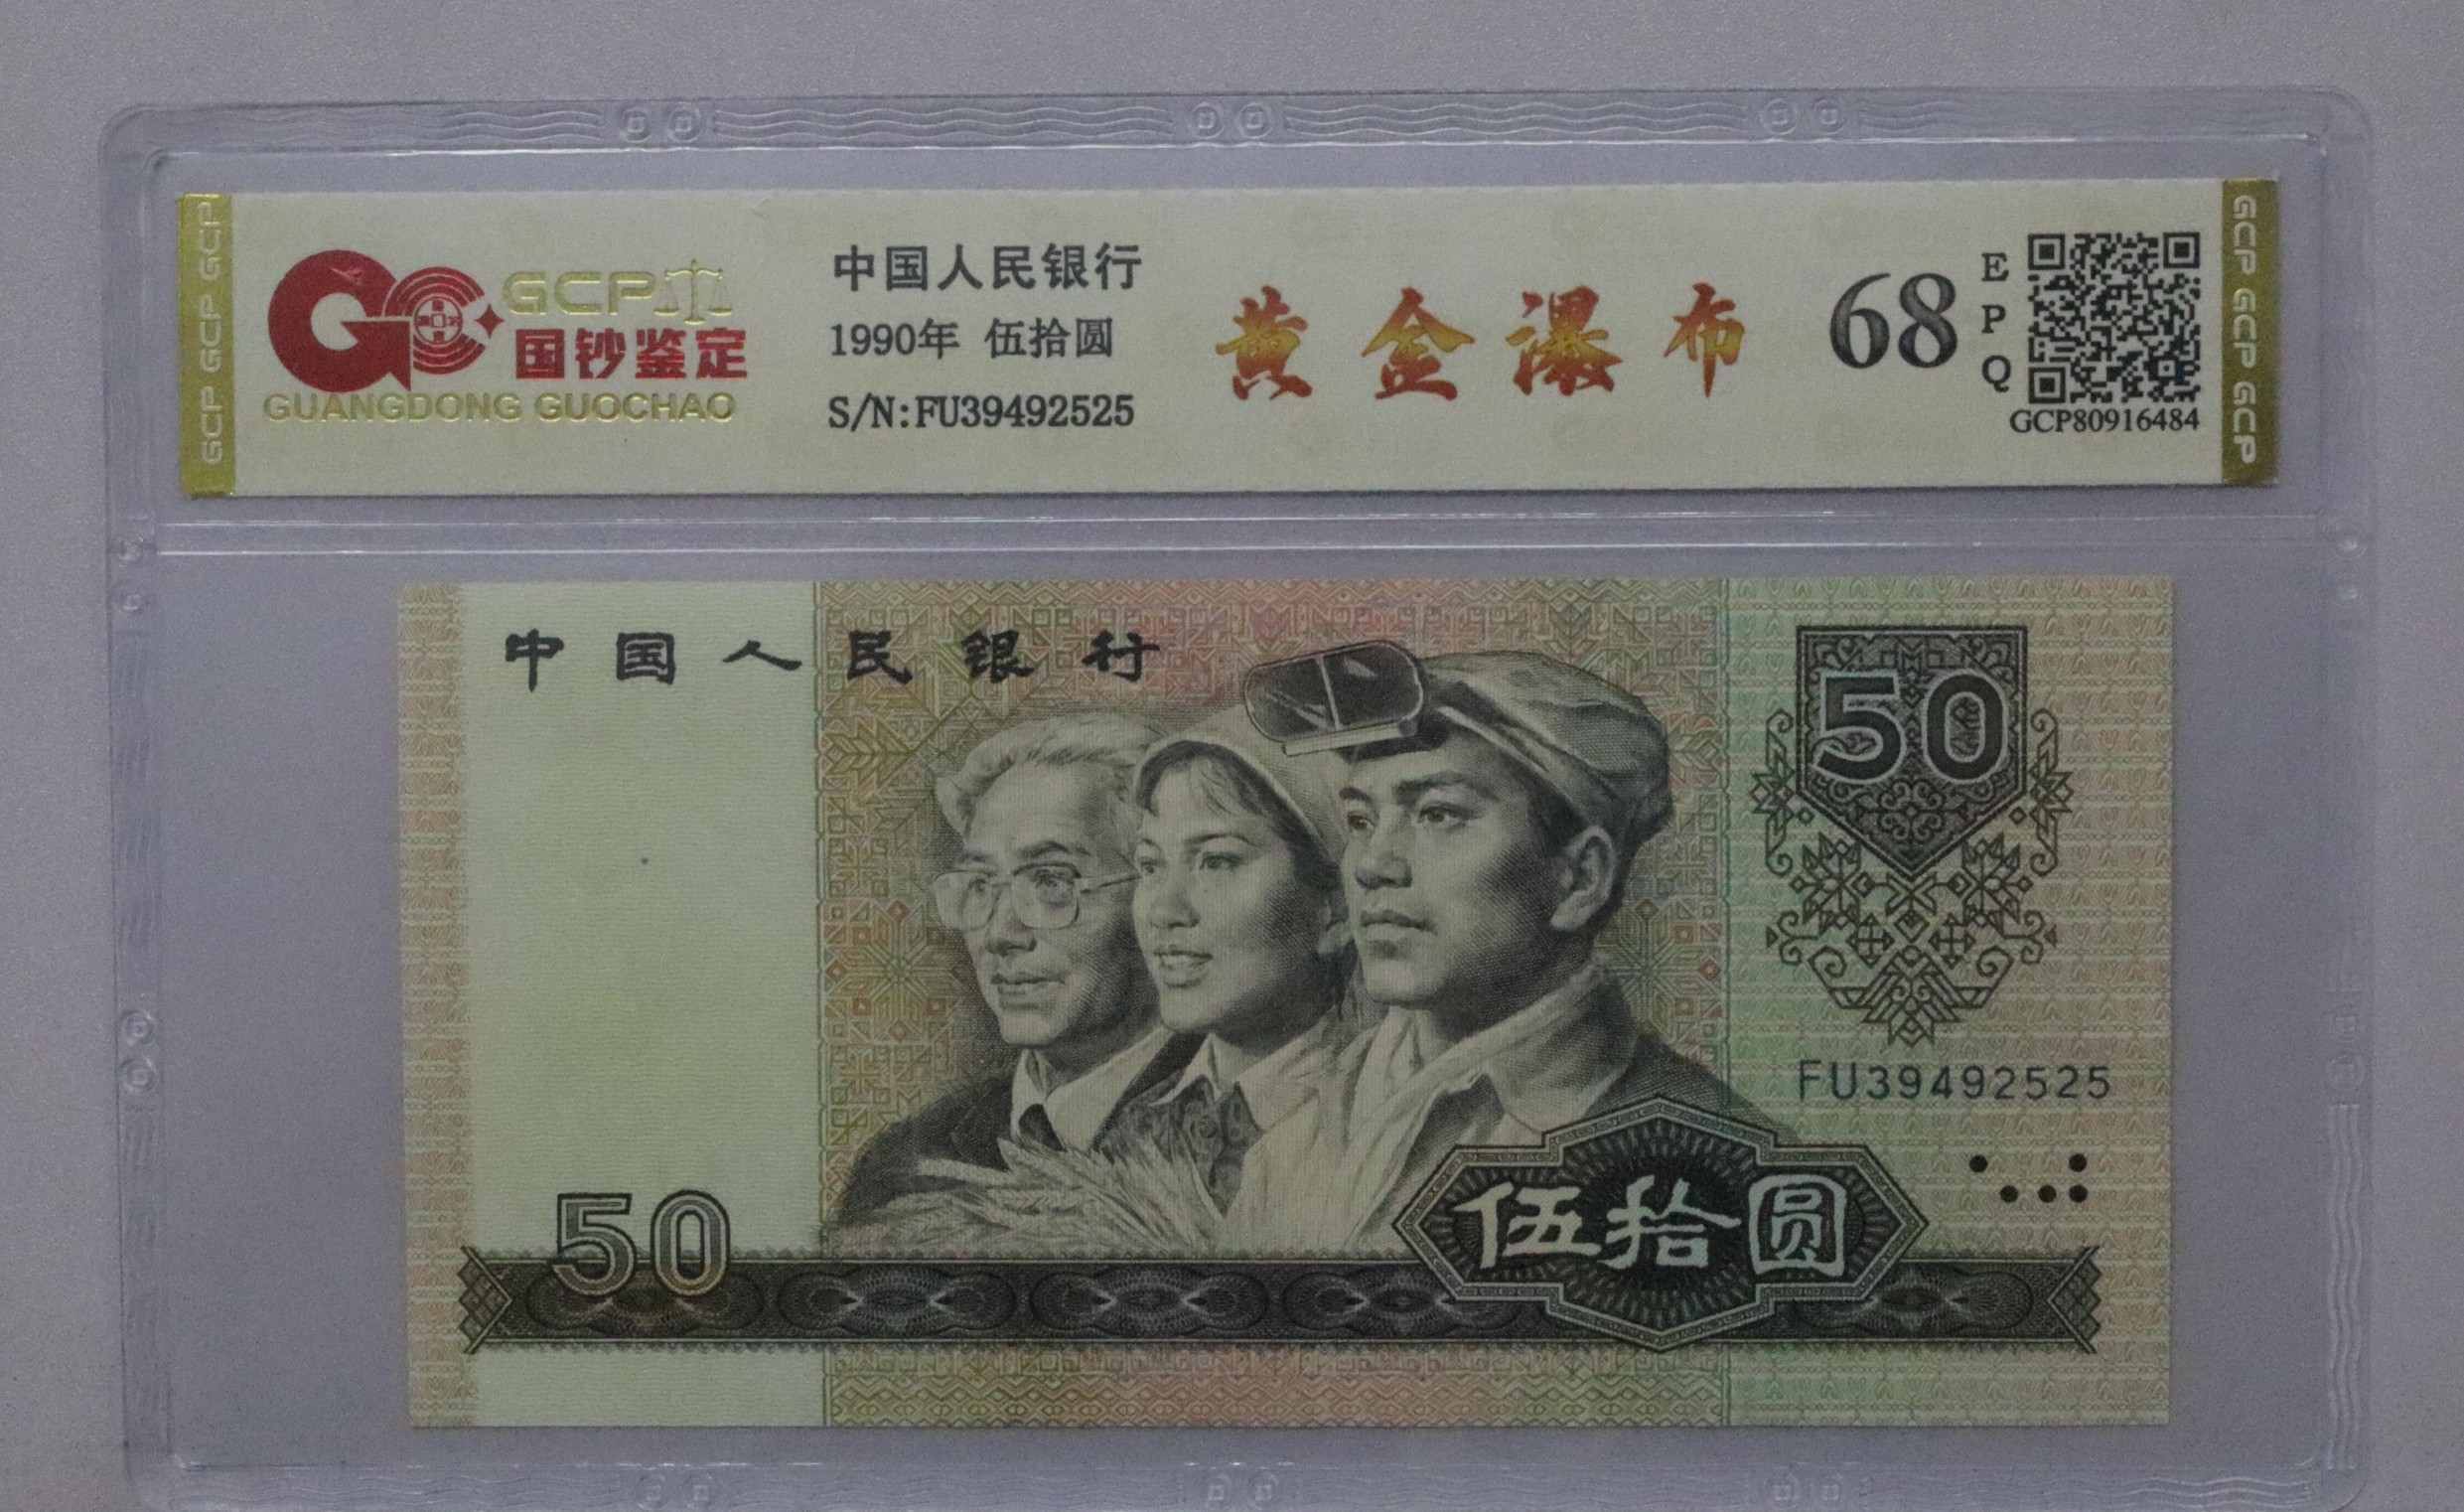 GCP GCP GCP
GCP
国钞鉴定
GUANGDONG GUOCHAO
中国人民银行
1990年 伍拾圆
S/N:FU39492525
黄金瀑布
68
EPQ
GCP80916484
GCP GCP GCP
中国人民银行
50
FU39492525
50
伍拾圆